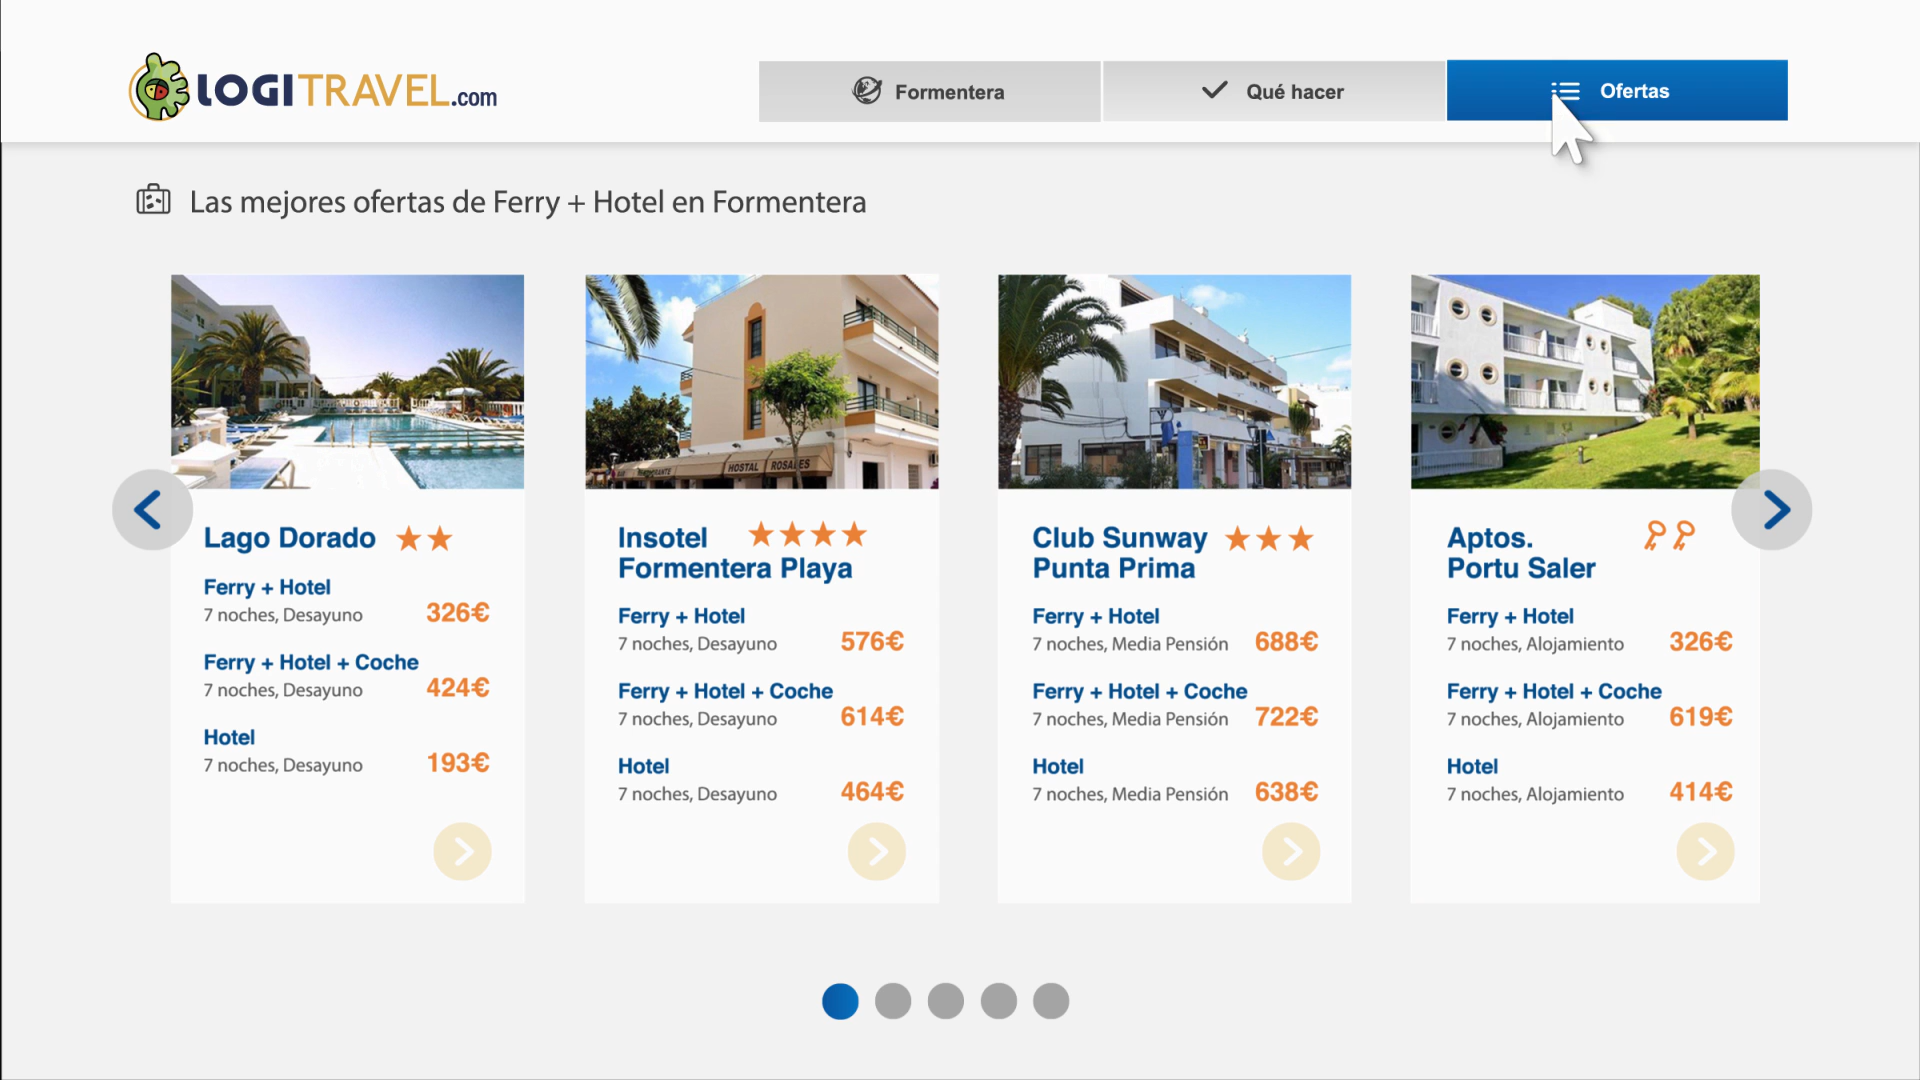 LOGITRAVEL.com
Formentera
Qué hacer
Ofertas
Las mejores ofertas de Ferry + Hotel en Formentera
HOSTAL ROSALES
Lago Dorado
Ferry + Hotel
7 noches, Desayuno 326€
Ferry + Hotel + Coche
7 noches, Desayuno 424€
Hotel
7 noches, Desayuno 193€
Insotel
Formentera Playa
Ferry + Hotel
7 noches, Desayuno 576€
Ferry + Hotel + Coche
7 noches, Desayuno 614€
Hotel
7 noches, Desayuno 464€
Club Sunway
Punta Prima
Ferry + Hotel
7 noches, Media Pensión 688€
Ferry + Hotel + Coche
7 noches, Media Pensión 722€
Hotel
7 noches, Media Pensión 638€
Aptos.
Portu Saler
Ferry + Hotel
7 noches, Alojamiento 326€
Ferry + Hotel + Coche
7 noches, Alojamiento 619€
Hotel
7 noches, Alojamiento 414€